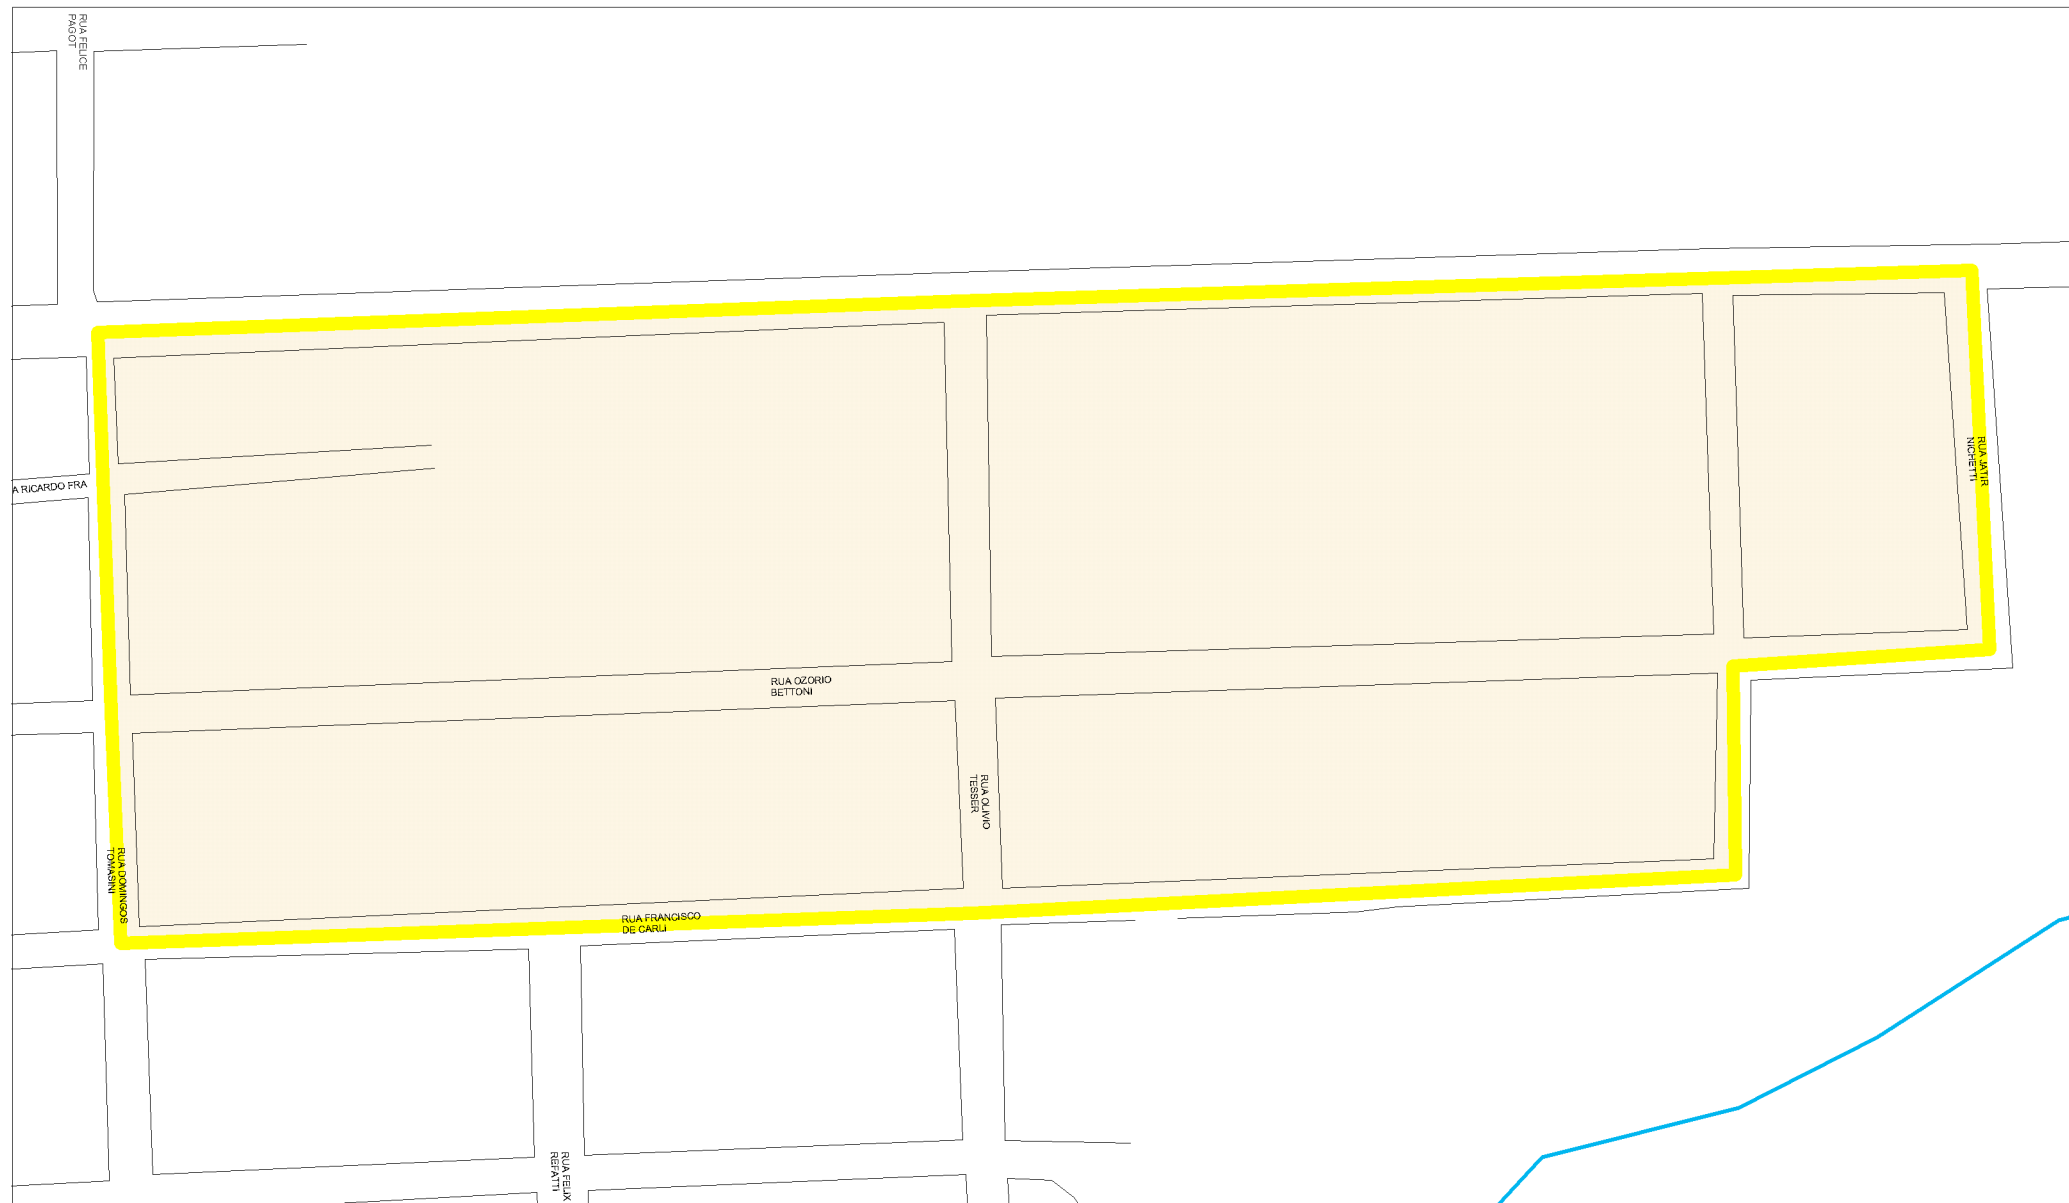 RUA FELICE
PAGOT
RUA JATIR
NICHETTI
A RICARDO FRA
RUA OZORIO
BETTONI
RUA OLIVIO
TESSER
RUA DOMINGOS
TOMASINI
RUA FRANCISCO
DE CARLI
RUA FELIX
REFATTI